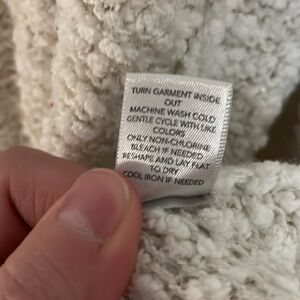 TURN GARMENT INSIDE
OUT
MACHINE WASH COLD
GENTLE CYCLE WITH LIKE
COLORS
ONLY NON-CHLORINE
BLEACH IF NEEDED
RESHAPE AND LAY FLAT
TO DRY
COOL IRON IF NEEDED